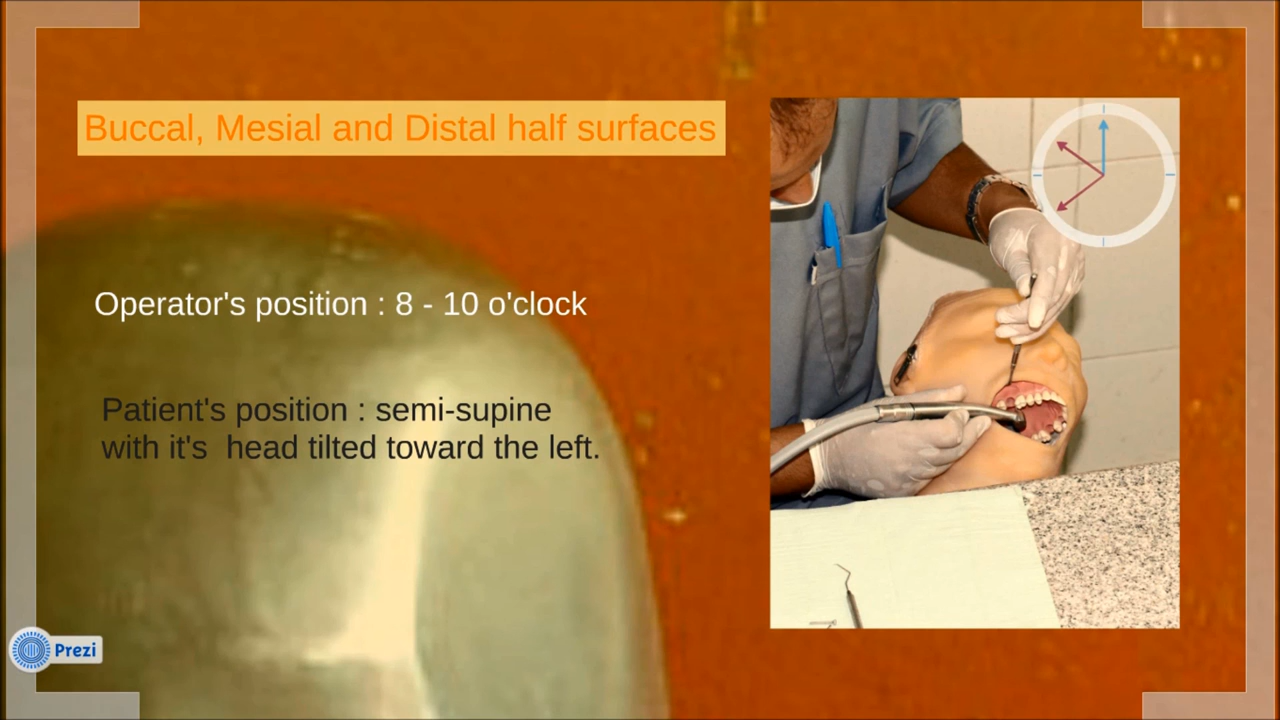 Buccal, Mesial and Distal half surfaces
Operator's position : 8 - 10 o'clock
Patient's position : semi-supine
with it's  head tilted toward the left.
Prezi